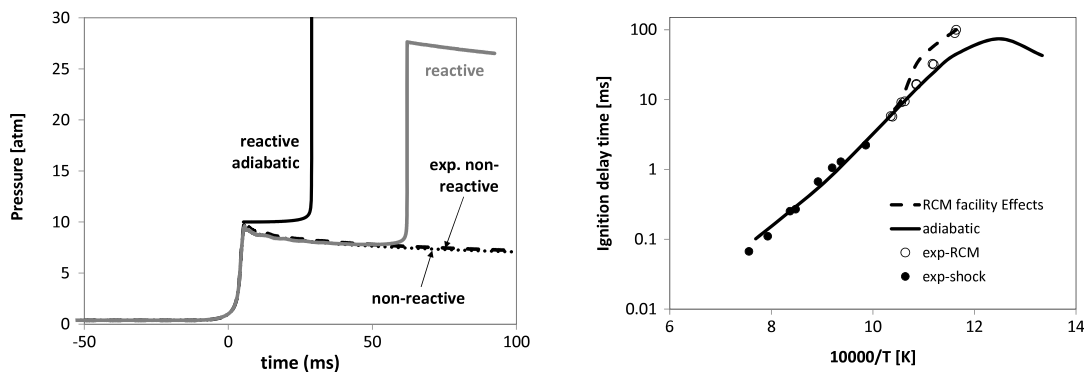 30
25
20
15
10
5
0
Pressure [atm]
reactive
reactive
adiabatic
exp. non-
reactive
non-reactive
-50
0
50
100
time (ms)
100
10
1
0.1
0.01
Ignition delay time [ms]
RCM facility Effects
adiabatic
exp-RCM
exp-shock
6
8
10
12
14
10000/T [K]